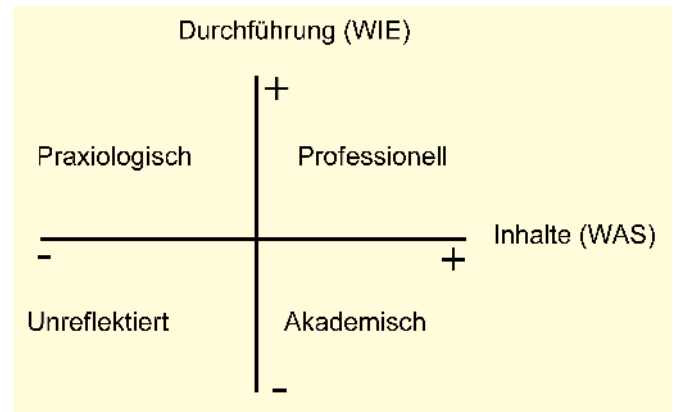 Durchführung (WIE)
+
Praxiologisch
Professionell
Inhalte (WAS)
-
+
Unreflektiert
Akademisch
-